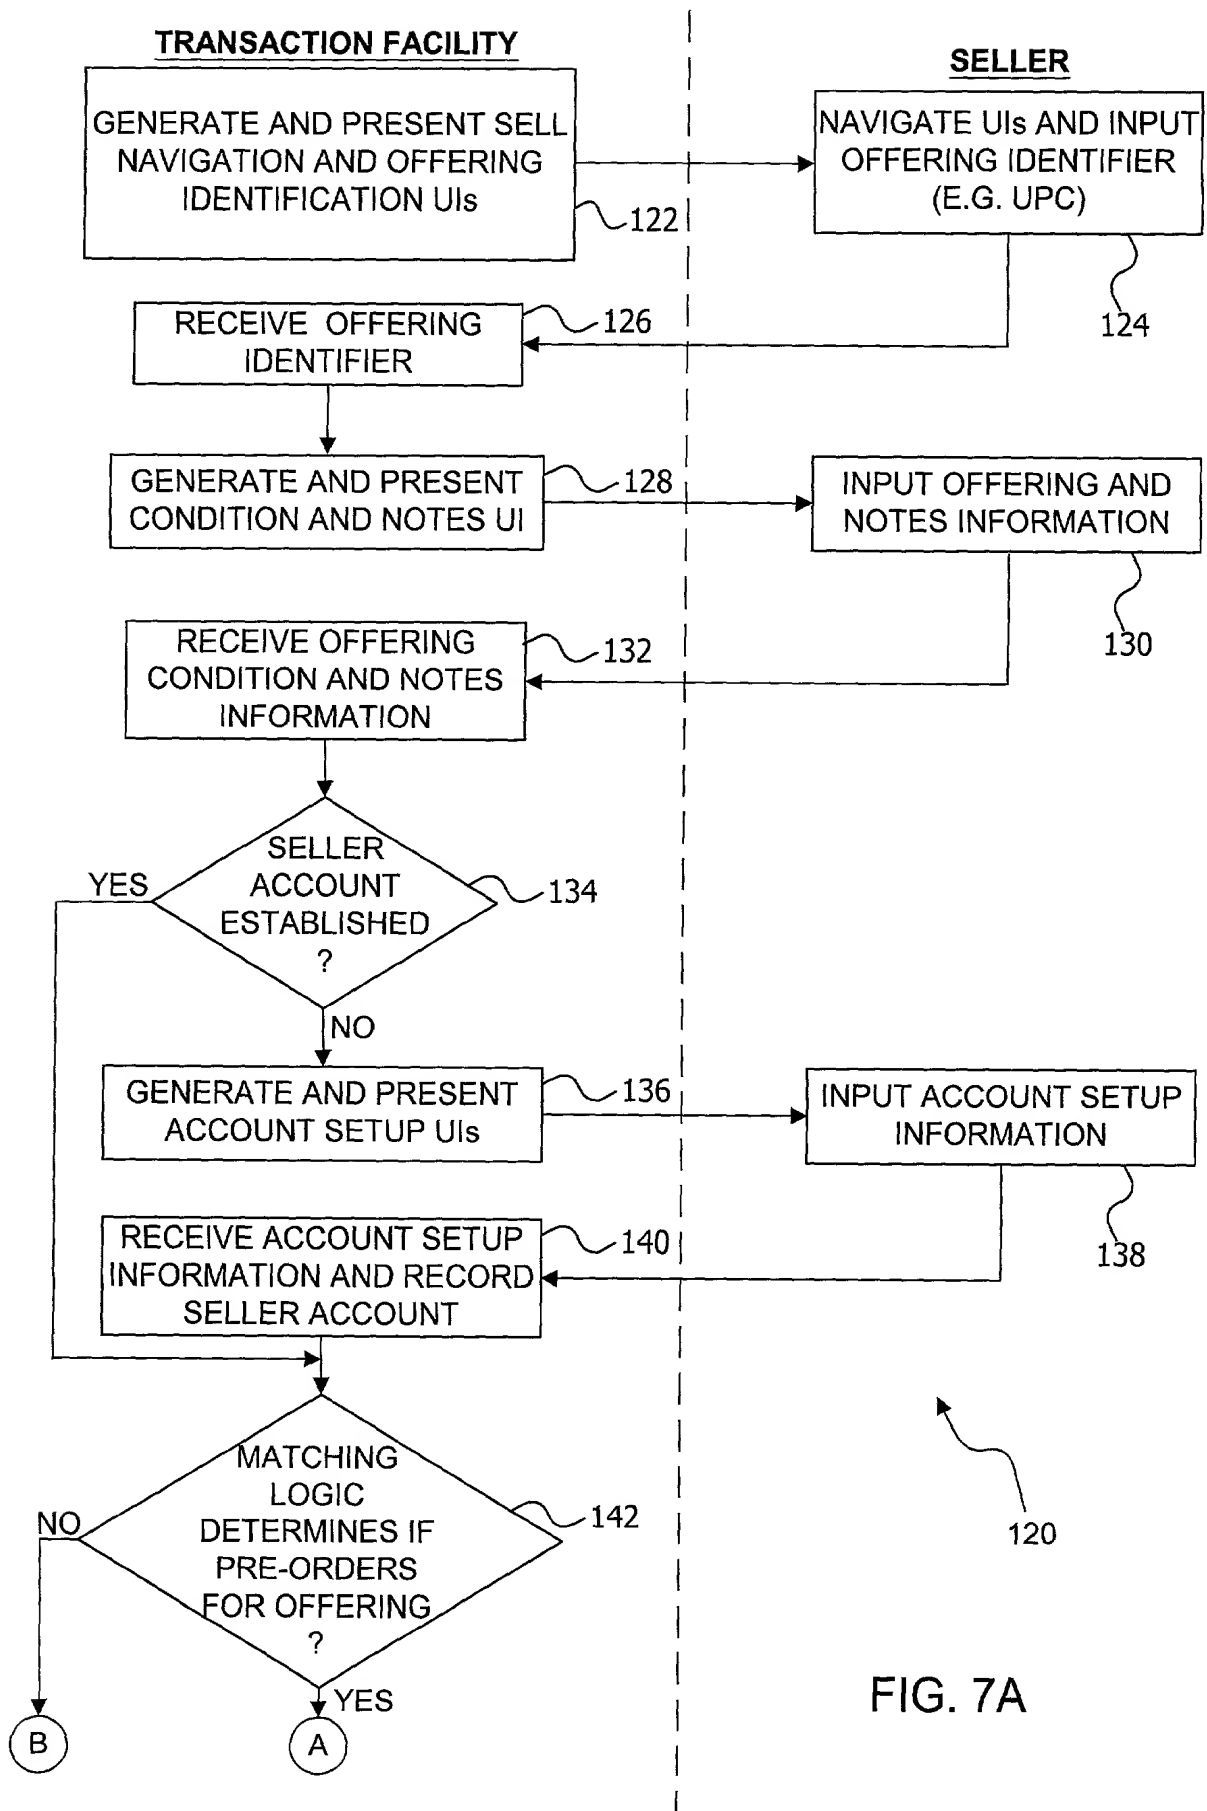 TRANSACTION FACILITY
SELLER
GENERATE AND PRESENT SELL
NAVIGATION AND OFFERING
IDENTIFICATION UIs
122
NAVIGATE UIs AND INPUT
OFFERING IDENTIFIER
(E.G. UPC)
124
RECEIVE OFFERING
IDENTIFIER
126
GENERATE AND PRESENT
CONDITION AND NOTES UI
128
INPUT OFFERING AND
NOTES INFORMATION
130
RECEIVE OFFERING
CONDITION AND NOTES
INFORMATION
132
SELLER
ACCOUNT
ESTABLISHED
?
134
YES
NO
GENERATE AND PRESENT
ACCOUNT SETUP UIs
136
INPUT ACCOUNT SETUP
INFORMATION
138
RECEIVE ACCOUNT SETUP
INFORMATION AND RECORD
SELLER ACCOUNT
140
MATCHING
LOGIC
DETERMINES IF
PRE-ORDERS
FOR OFFERING
?
142
NO
YES
B
A
120
FIG. 7A